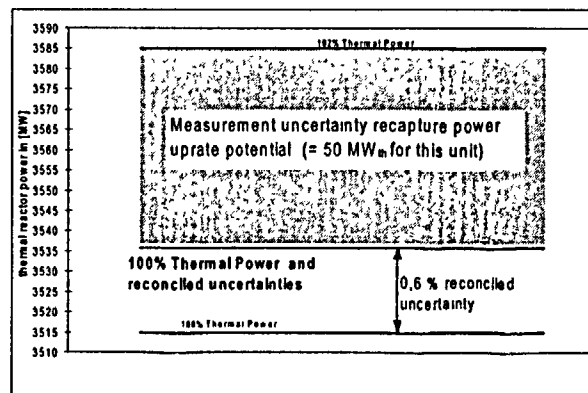 thermal reactor power in [MW]
3590
3585
3580
3575
3570
3565
3560
3555
3550
3545
3540
3535
3530
3525
3520
3515
3510
102% Thermal Power
Measurement uncertainty recapture power
uprate potential (= 50 MWth for this unit)
100% Thermal Power and
reconciled uncertainties
0,6 % reconciled
uncertainty
100% Thermal Power